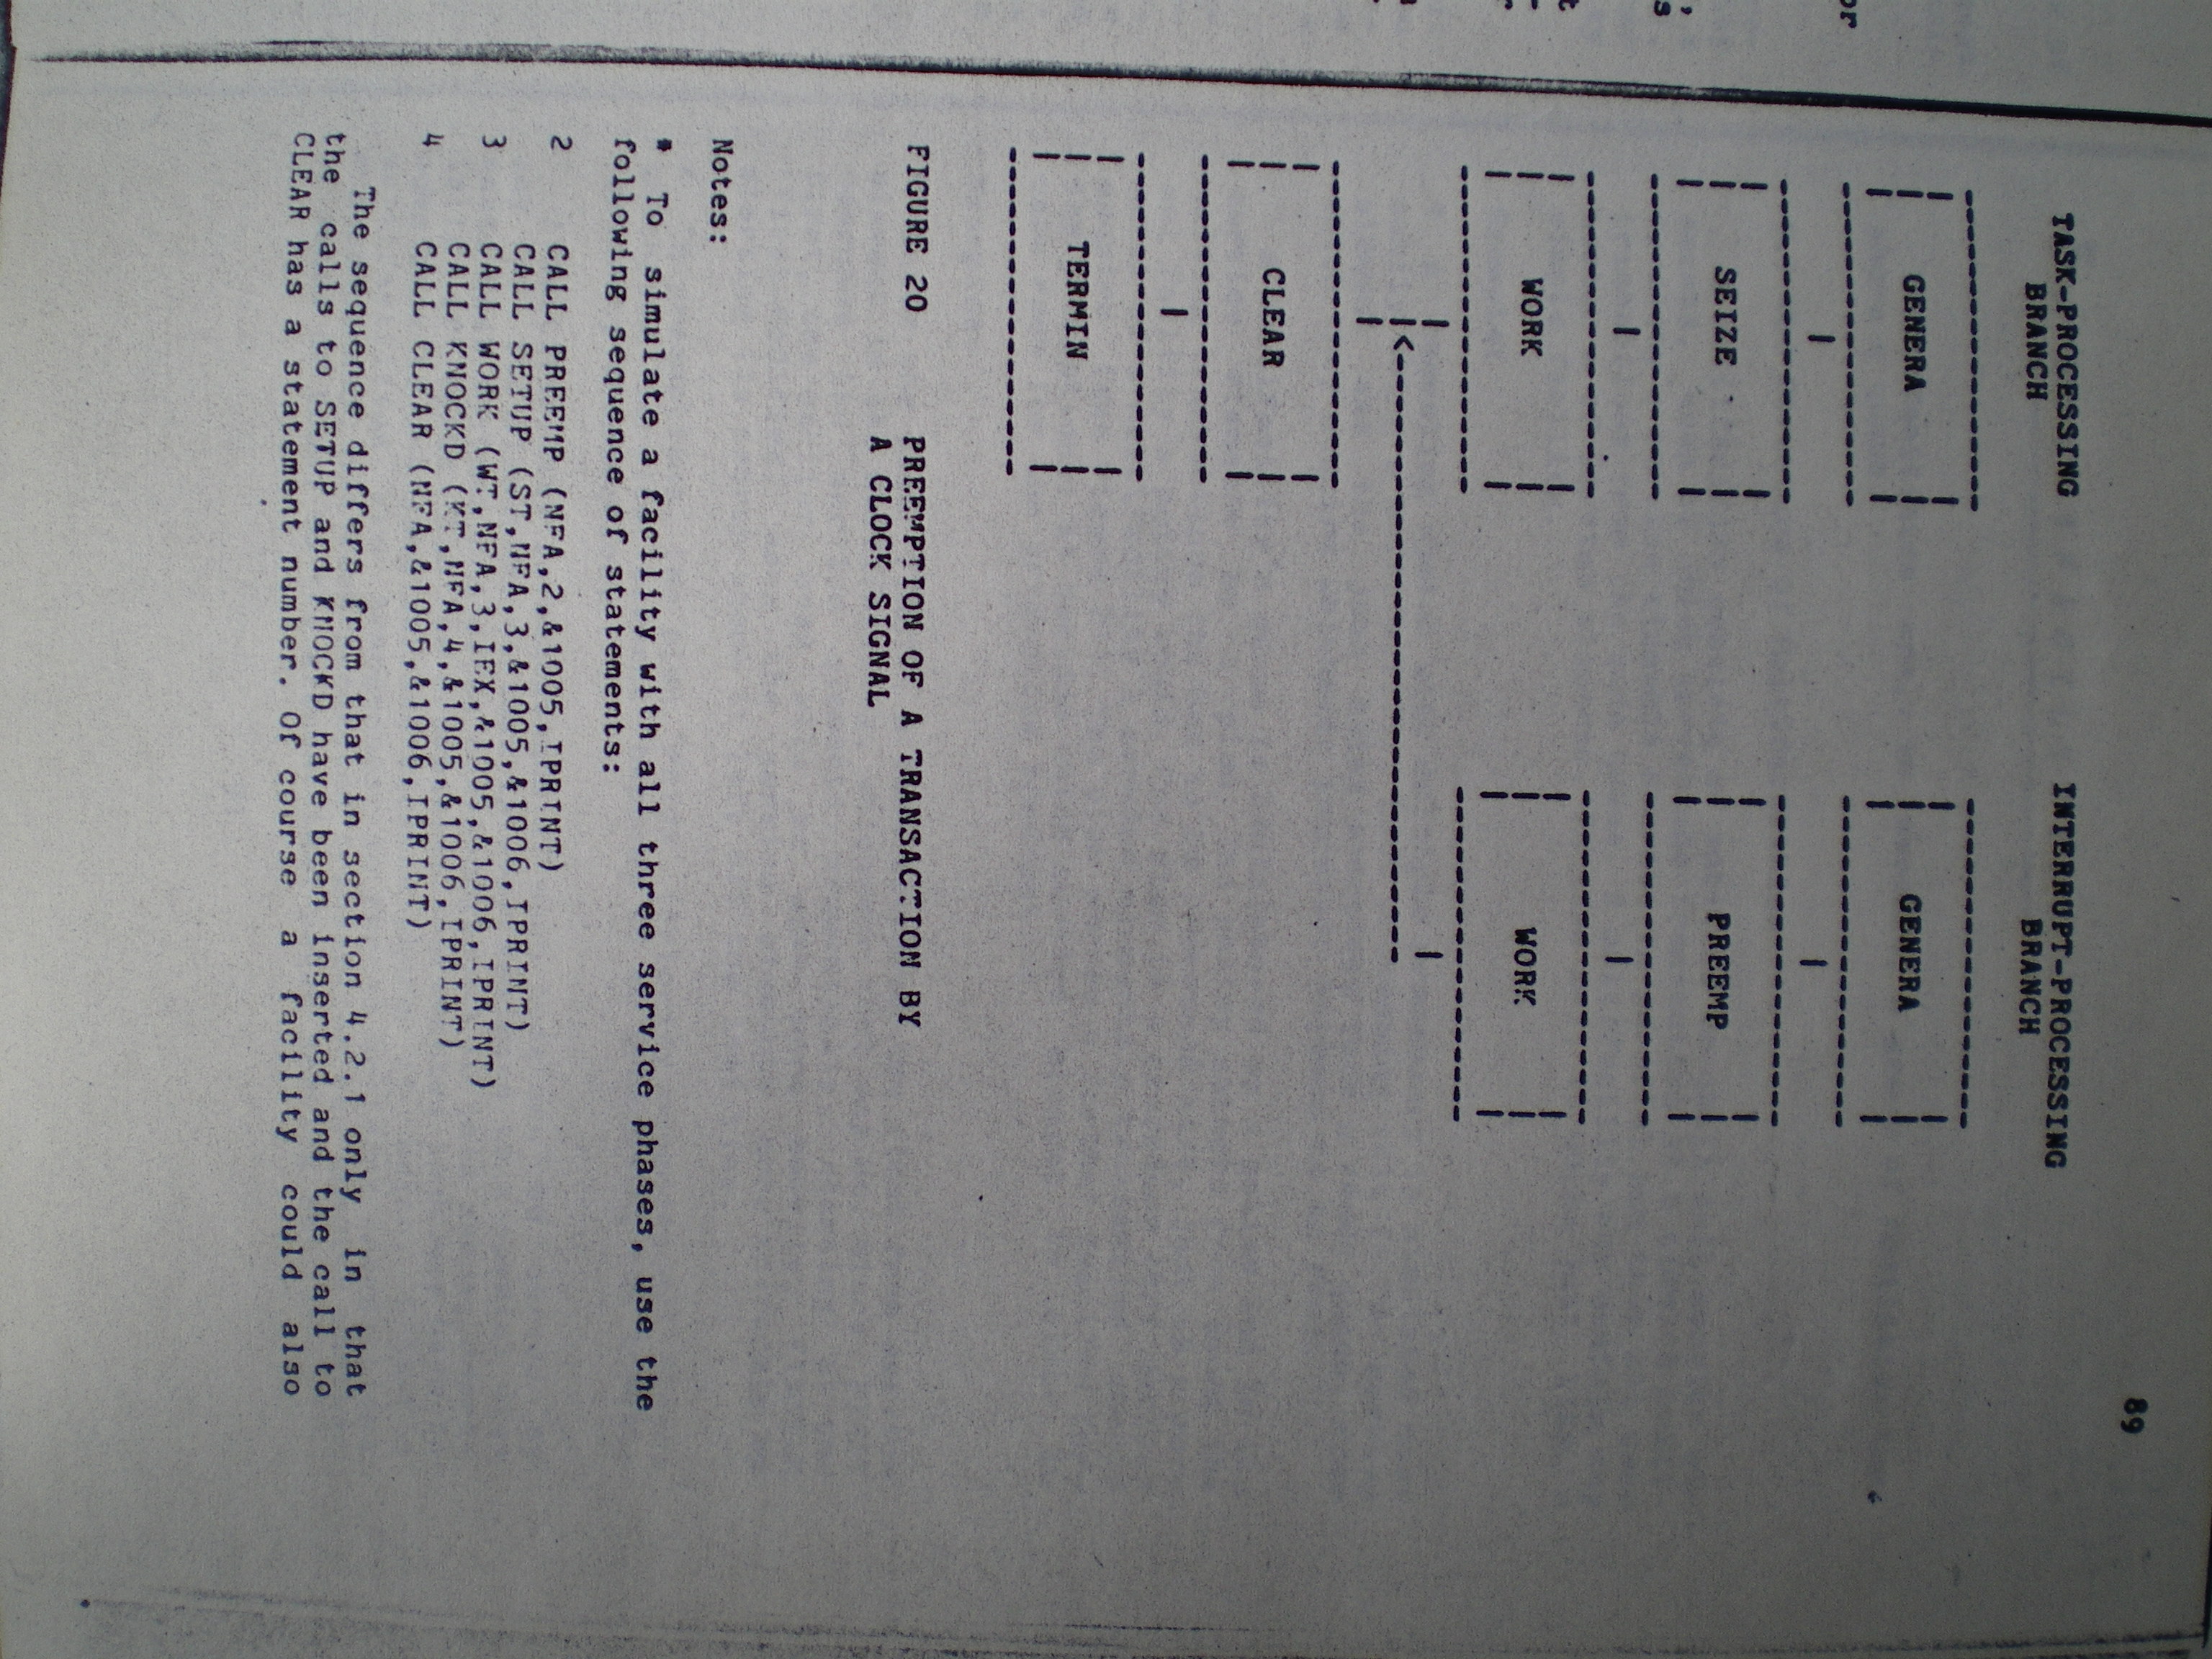 89
TASK-PROCESSING INTERRUPT-PROCESSING
BRANCH BRANCH
GENERA GENERA
SEIZE PREEMP
WORK WORK
CLEAR
TERMIN
FIGURE 20 PREEMPTION OF A TRANSACTION BY
A CLOCK SIGNAL
Notes:
* To simulate a facility with all three service phases, use the
following sequence of statements:
2 CALL PREEMP (NFA,2,&1005,IPRINT)
CALL SETUP (ST,NFA,3,&1005,&1006,IPRINT)
3 CALL WORK (WT,NFA,3,IEX,&1005,&1006,IPRINT)
CALL KNOCKD (KT,NFA,4,&1005,&1006,IPRINT)
4 CALL CLEAR (NFA,&1005,&1006,IPRINT)
The sequence differs from that in section 4.2.1 only in that
the calls to SETUP and KNOCKD have been inserted and the call to
CLEAR has a statement number. Of course a facility could also